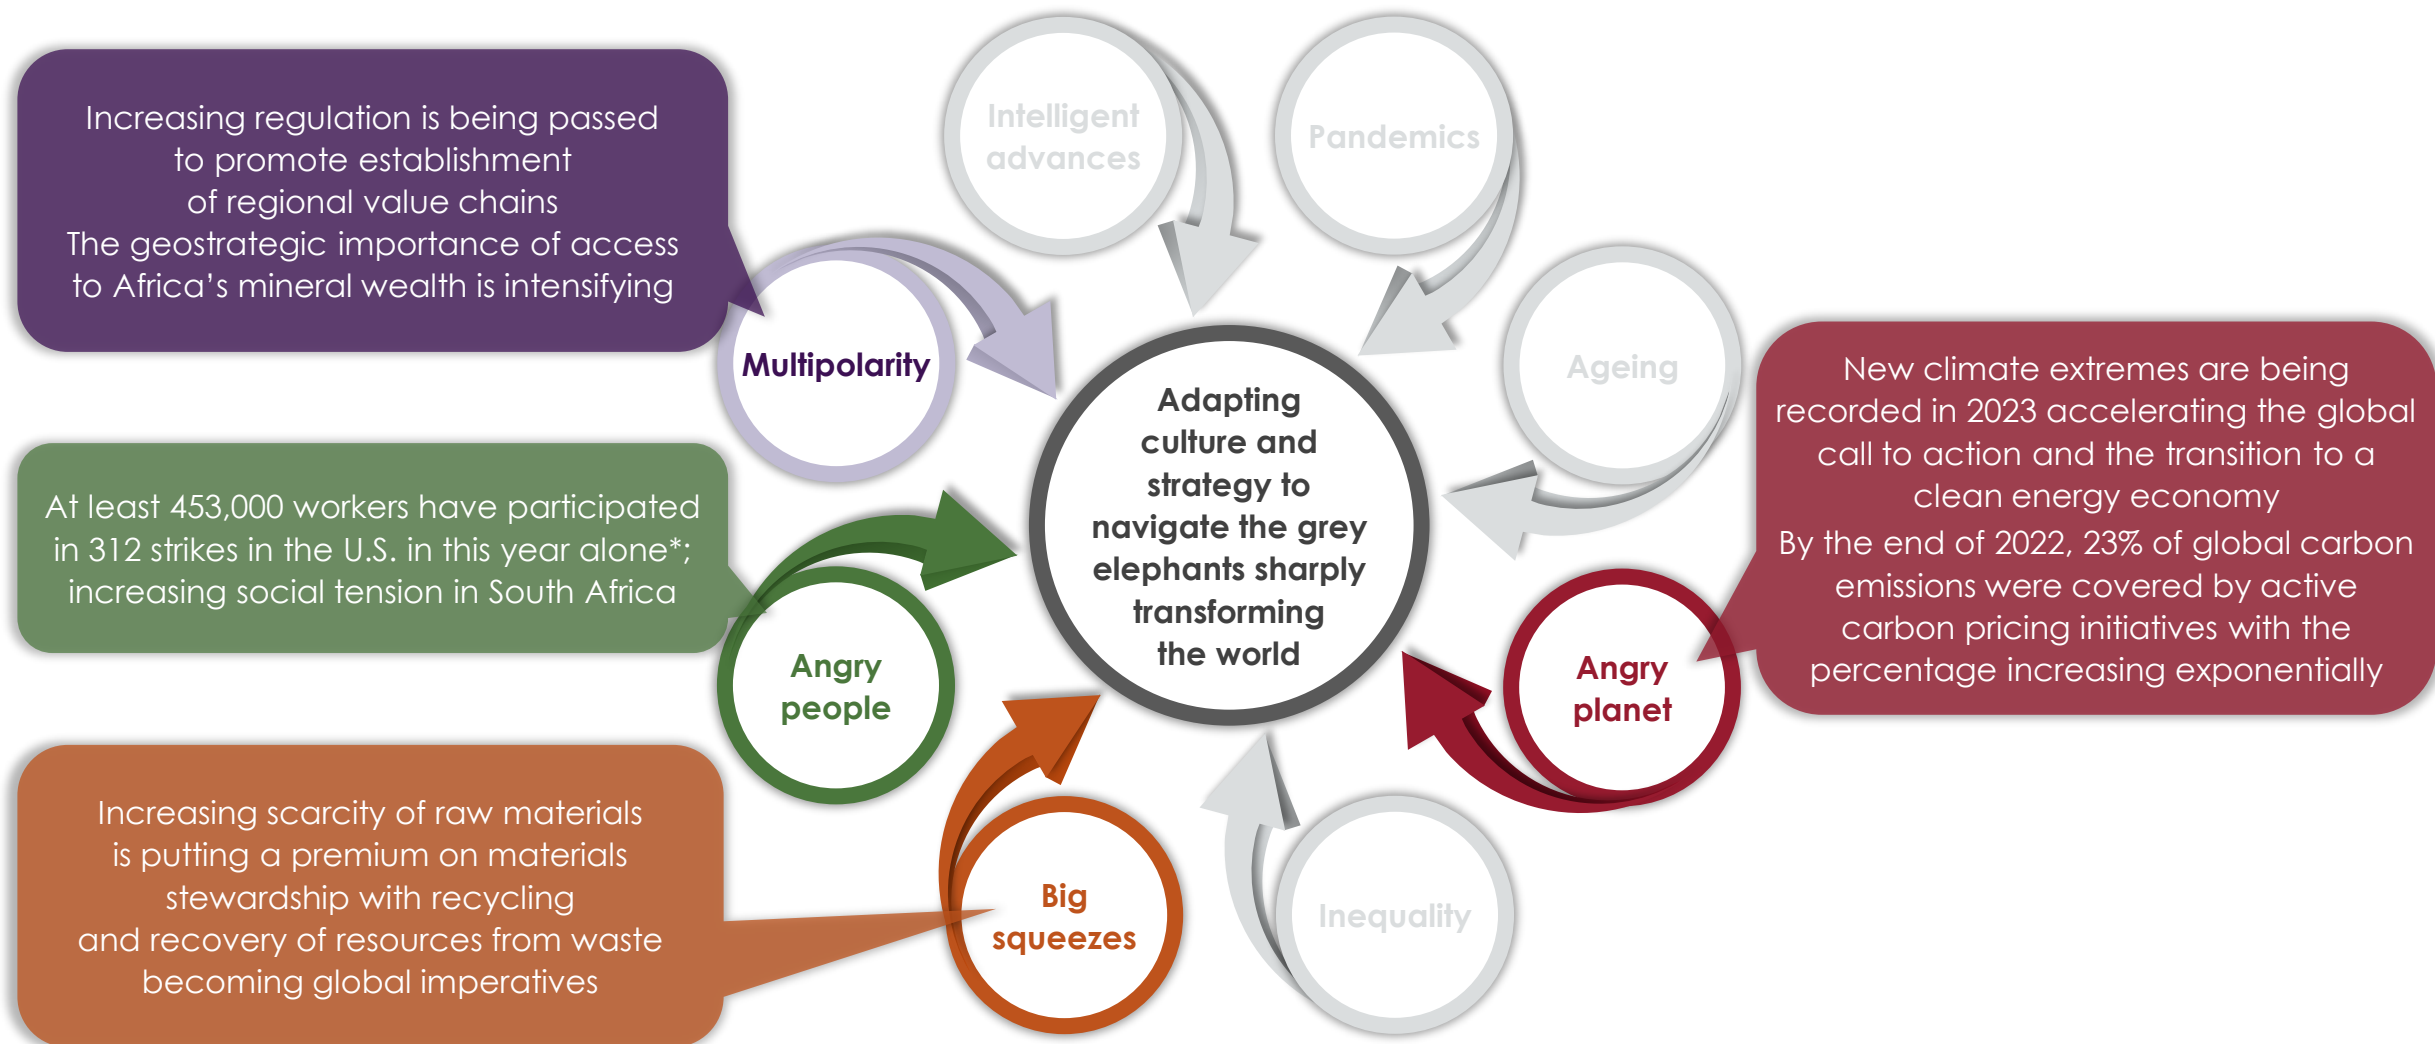 Increasing regulation is being passed
to promote establishment
of regional value chains
The geostrategic importance of access
to Africa’s mineral wealth is intensifying
At least 453,000 workers have participated
in 312 strikes in the U.S. in this year alone*;
increasing social tension in South Africa
Increasing scarcity of raw materials
is putting a premium on materials
stewardship with recycling
and recovery of resources from waste
becoming global imperatives
Intelligent
advances
Pandemics
Multipolarity
Ageing
Adapting
culture and
strategy to
navigate the grey
elephants sharply
transforming
the world
Angry
people
Angry
planet
Big
squeezes
Inequality
New climate extremes are being
recorded in 2023 accelerating the global
call to action and the transition to a
clean energy economy
By the end of 2022, 23% of global carbon
emissions were covered by active
carbon pricing initiatives with the
percentage increasing exponentially